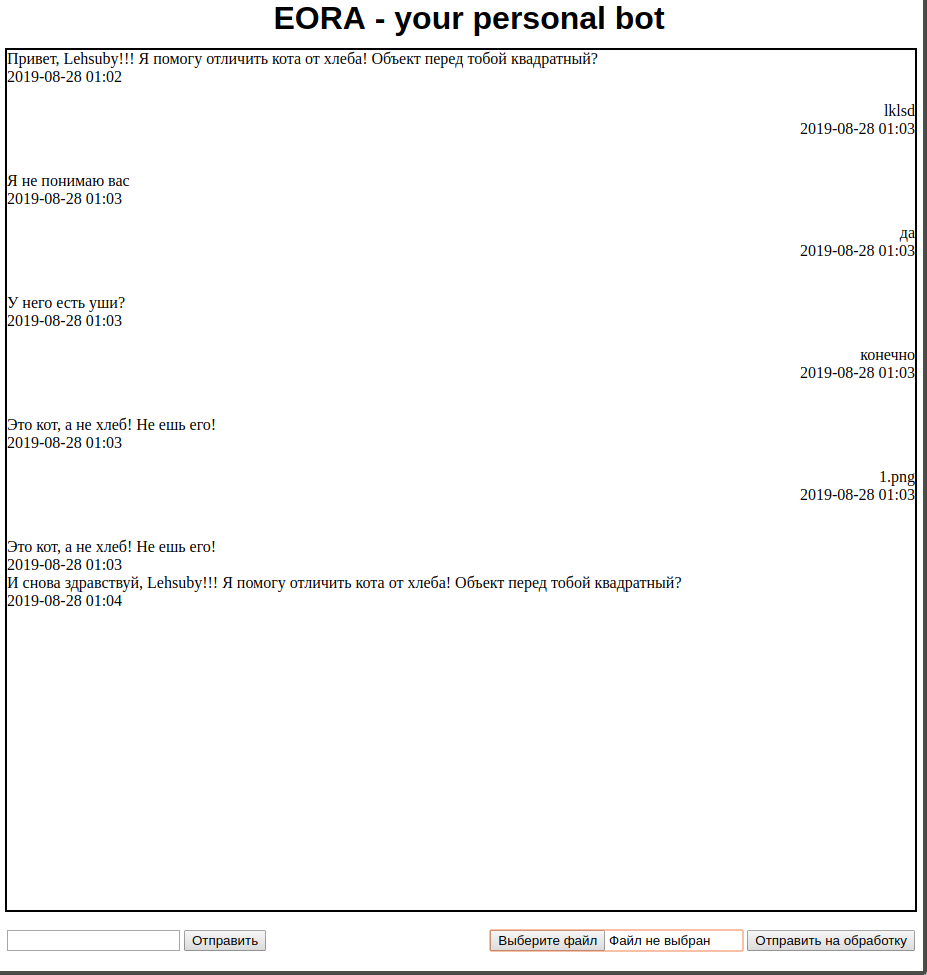 EORA - your personal bot
Привет, Lehsuby!!! Я помогу отличить кота от хлеба! Объект перед тобой квадратный?
2019-08-28 01:02
lklsd
2019-08-28 01:03
Я не понимаю вас
2019-08-28 01:03
да
2019-08-28 01:03
У него есть уши?
2019-08-28 01:03
конечно
2019-08-28 01:03
Это кот, а не хлеб! Не ешь его!
2019-08-28 01:03
1.png
2019-08-28 01:03
Это кот, а не хлеб! Не ешь его!
2019-08-28 01:03
И снова здравствуй, Lehsuby!!! Я помогу отличить кота от хлеба! Объект перед тобой квадратный?
2019-08-28 01:04
Отправить Выберите файл Файл не выбран Отправить на обработку